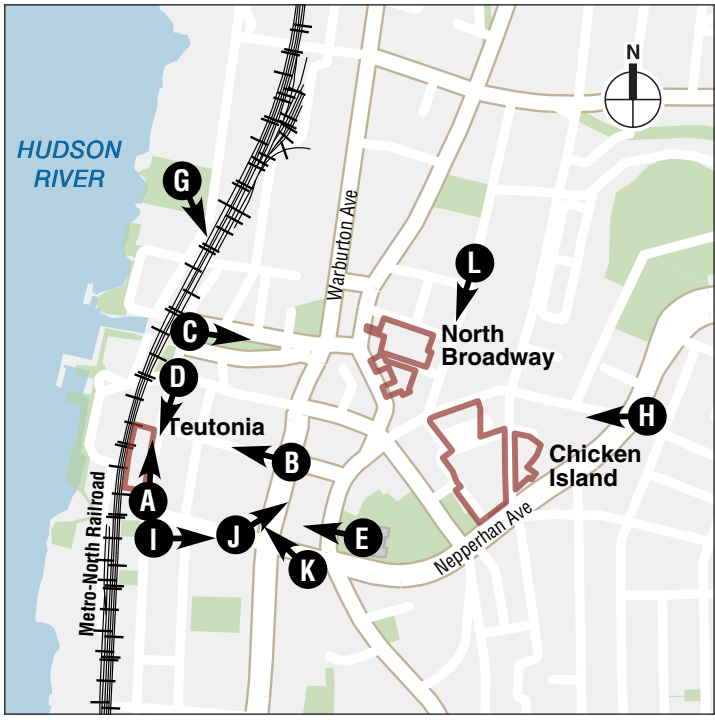 N
HUDSON
RIVER
G
Warburton Ave
L
C
North
Broadway
D
Teutonia
H
B
Chicken
Island
A
Metro-North Railroad
I
J
E
K
Nepperhan Ave